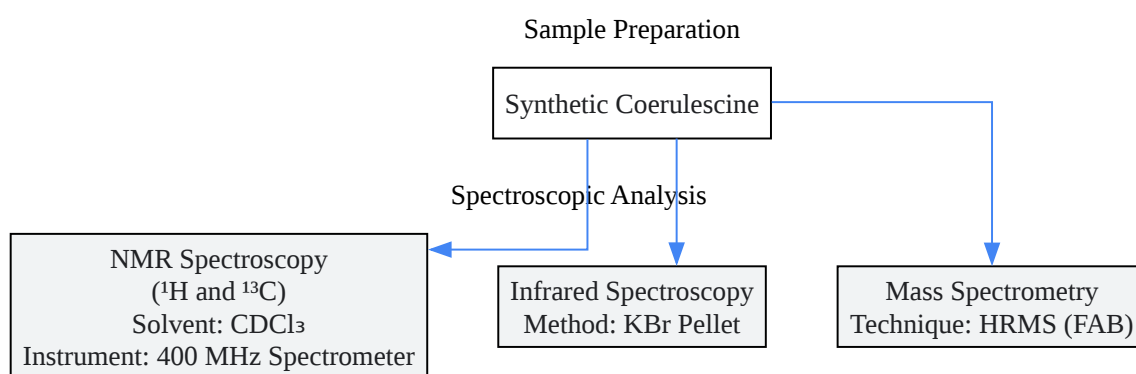 Sample Preparation
Synthetic Coerulescine
Spectroscopic Analysis
NMR Spectroscopy
(¹H and ¹³C)
Solvent: CDCl₃
Instrument: 400 MHz Spectrometer
Infrared Spectroscopy
Method: KBr Pellet
Mass Spectrometry
Technique: HRMS (FAB)